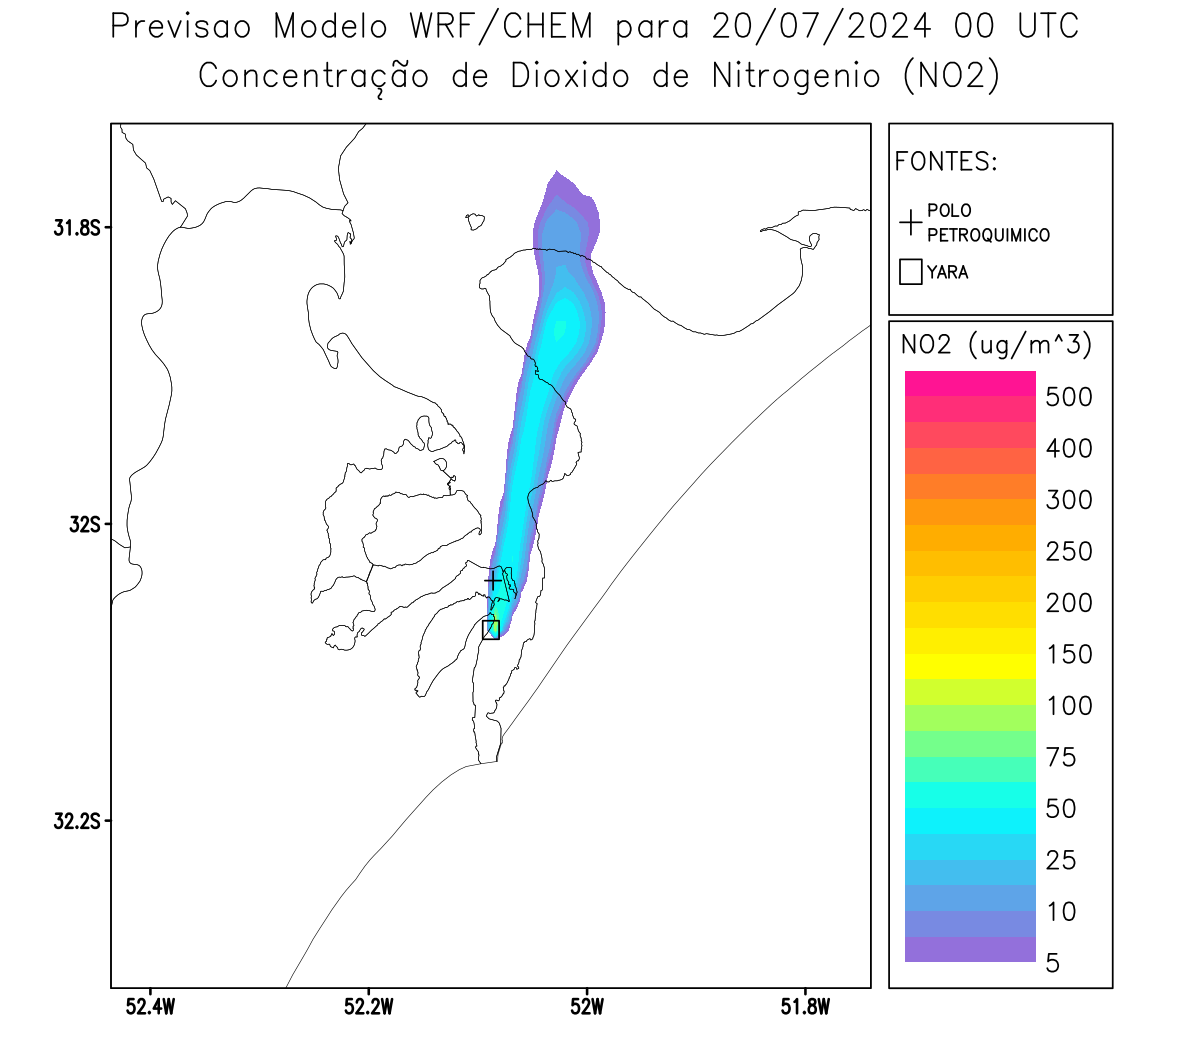 Previsao Modelo WRF/CHEM para 20/07/2024 00 UTC
Concentração de Dioxido de Nitrogenio (NO2)
FONTES:
POLO
PETROQUIMICO
YARA
NO2 (ug/m^3)
500
400
300
250
200
150
100
75
50
25
10
5
31.8S
32S
32.2S
52.4W
52.2W
52W
51.8W